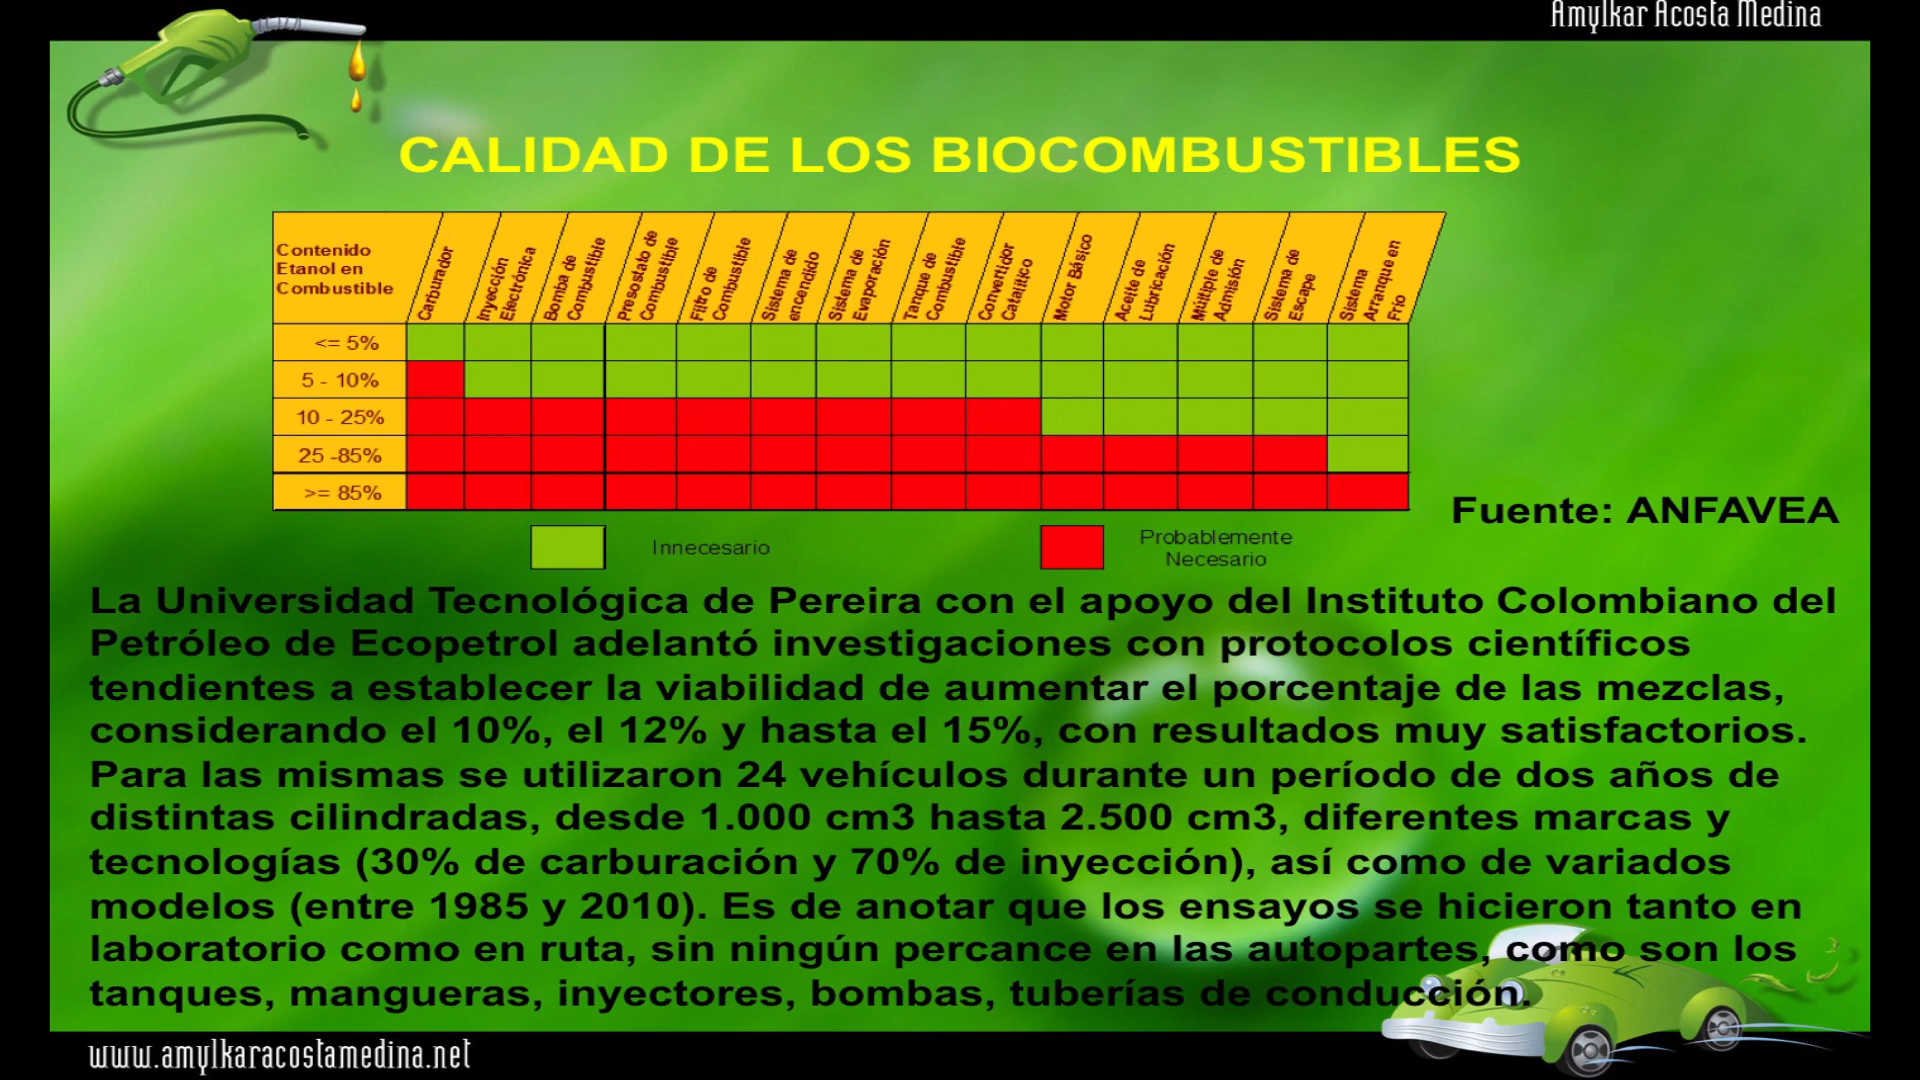 Amylkar Acosta Medina
CALIDAD DE LOS BIOCOMBUSTIBLES
Contenido
Etanol en
Combustible
Carburador
Inyección
Electrónica
Bomba de
Combustible
Presostato de
Combustible
Filtro de
Combustible
Sistema de
encendido
Sistema de
Evaporación
Tanque de
Combustible
Convertidor
Catalítico
Motor Básico
Aceite de
Lubricación
Múltiple de
Admisión
Sistema de
Escape
Sistema
Arranque en
Frio
<= 5%
5 - 10%
10 - 25%
25 -85%
>= 85%
Fuente: ANFAVEA
Innecesario
Probablemente
Necesario
La Universidad Tecnológica de Pereira con el apoyo del Instituto Colombiano del
Petróleo de Ecopetrol adelantó investigaciones con protocolos científicos
tendientes a establecer la viabilidad de aumentar el porcentaje de las mezclas,
considerando el 10%, el 12% y hasta el 15%, con resultados muy satisfactorios.
Para las mismas se utilizaron 24 vehículos durante un período de dos años de
distintas cilindradas, desde 1.000 cm3 hasta 2.500 cm3, diferentes marcas y
tecnologías (30% de carburación y 70% de inyección), así como de variados
modelos (entre 1985 y 2010). Es de anotar que los ensayos se hicieron tanto en
laboratorio como en ruta, sin ningún percance en las autopartes, como son los
tanques, mangueras, inyectores, bombas, tuberías de conducción.
www.amylkaracostamedina.net